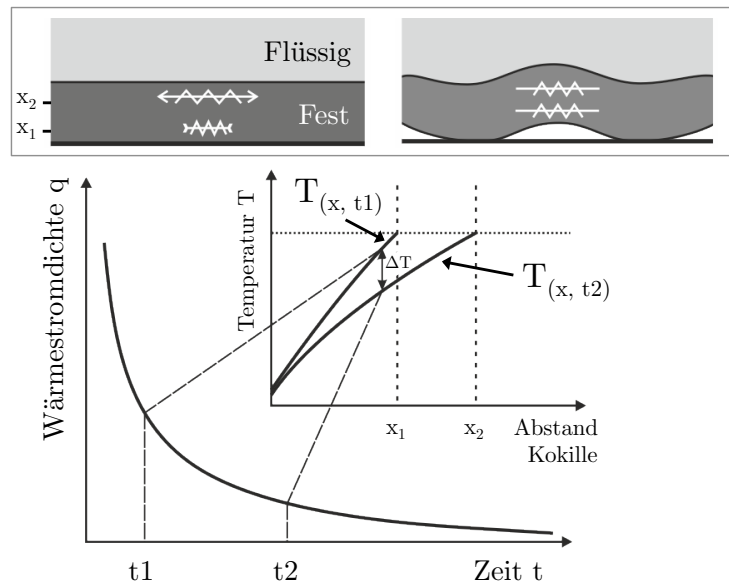 Flüssig
Fest
x₂
x₁
Wärmestromdichte q
Temperatur T
T(x, t1)
ΔT
T(x, t2)
x₁
x₂
Abstand
Kokille
t1
t2
Zeit t